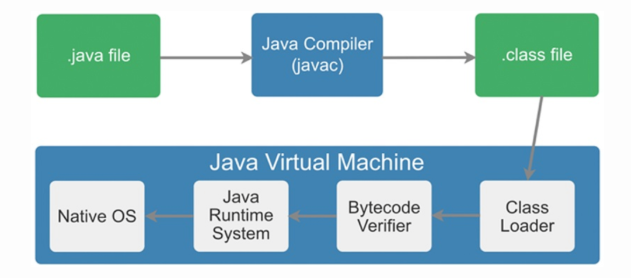 .java file
Java Compiler
(javac)
.class file
Java Virtual Machine
Native OS
Java
Runtime
System
Bytecode
Verifier
Class
Loader